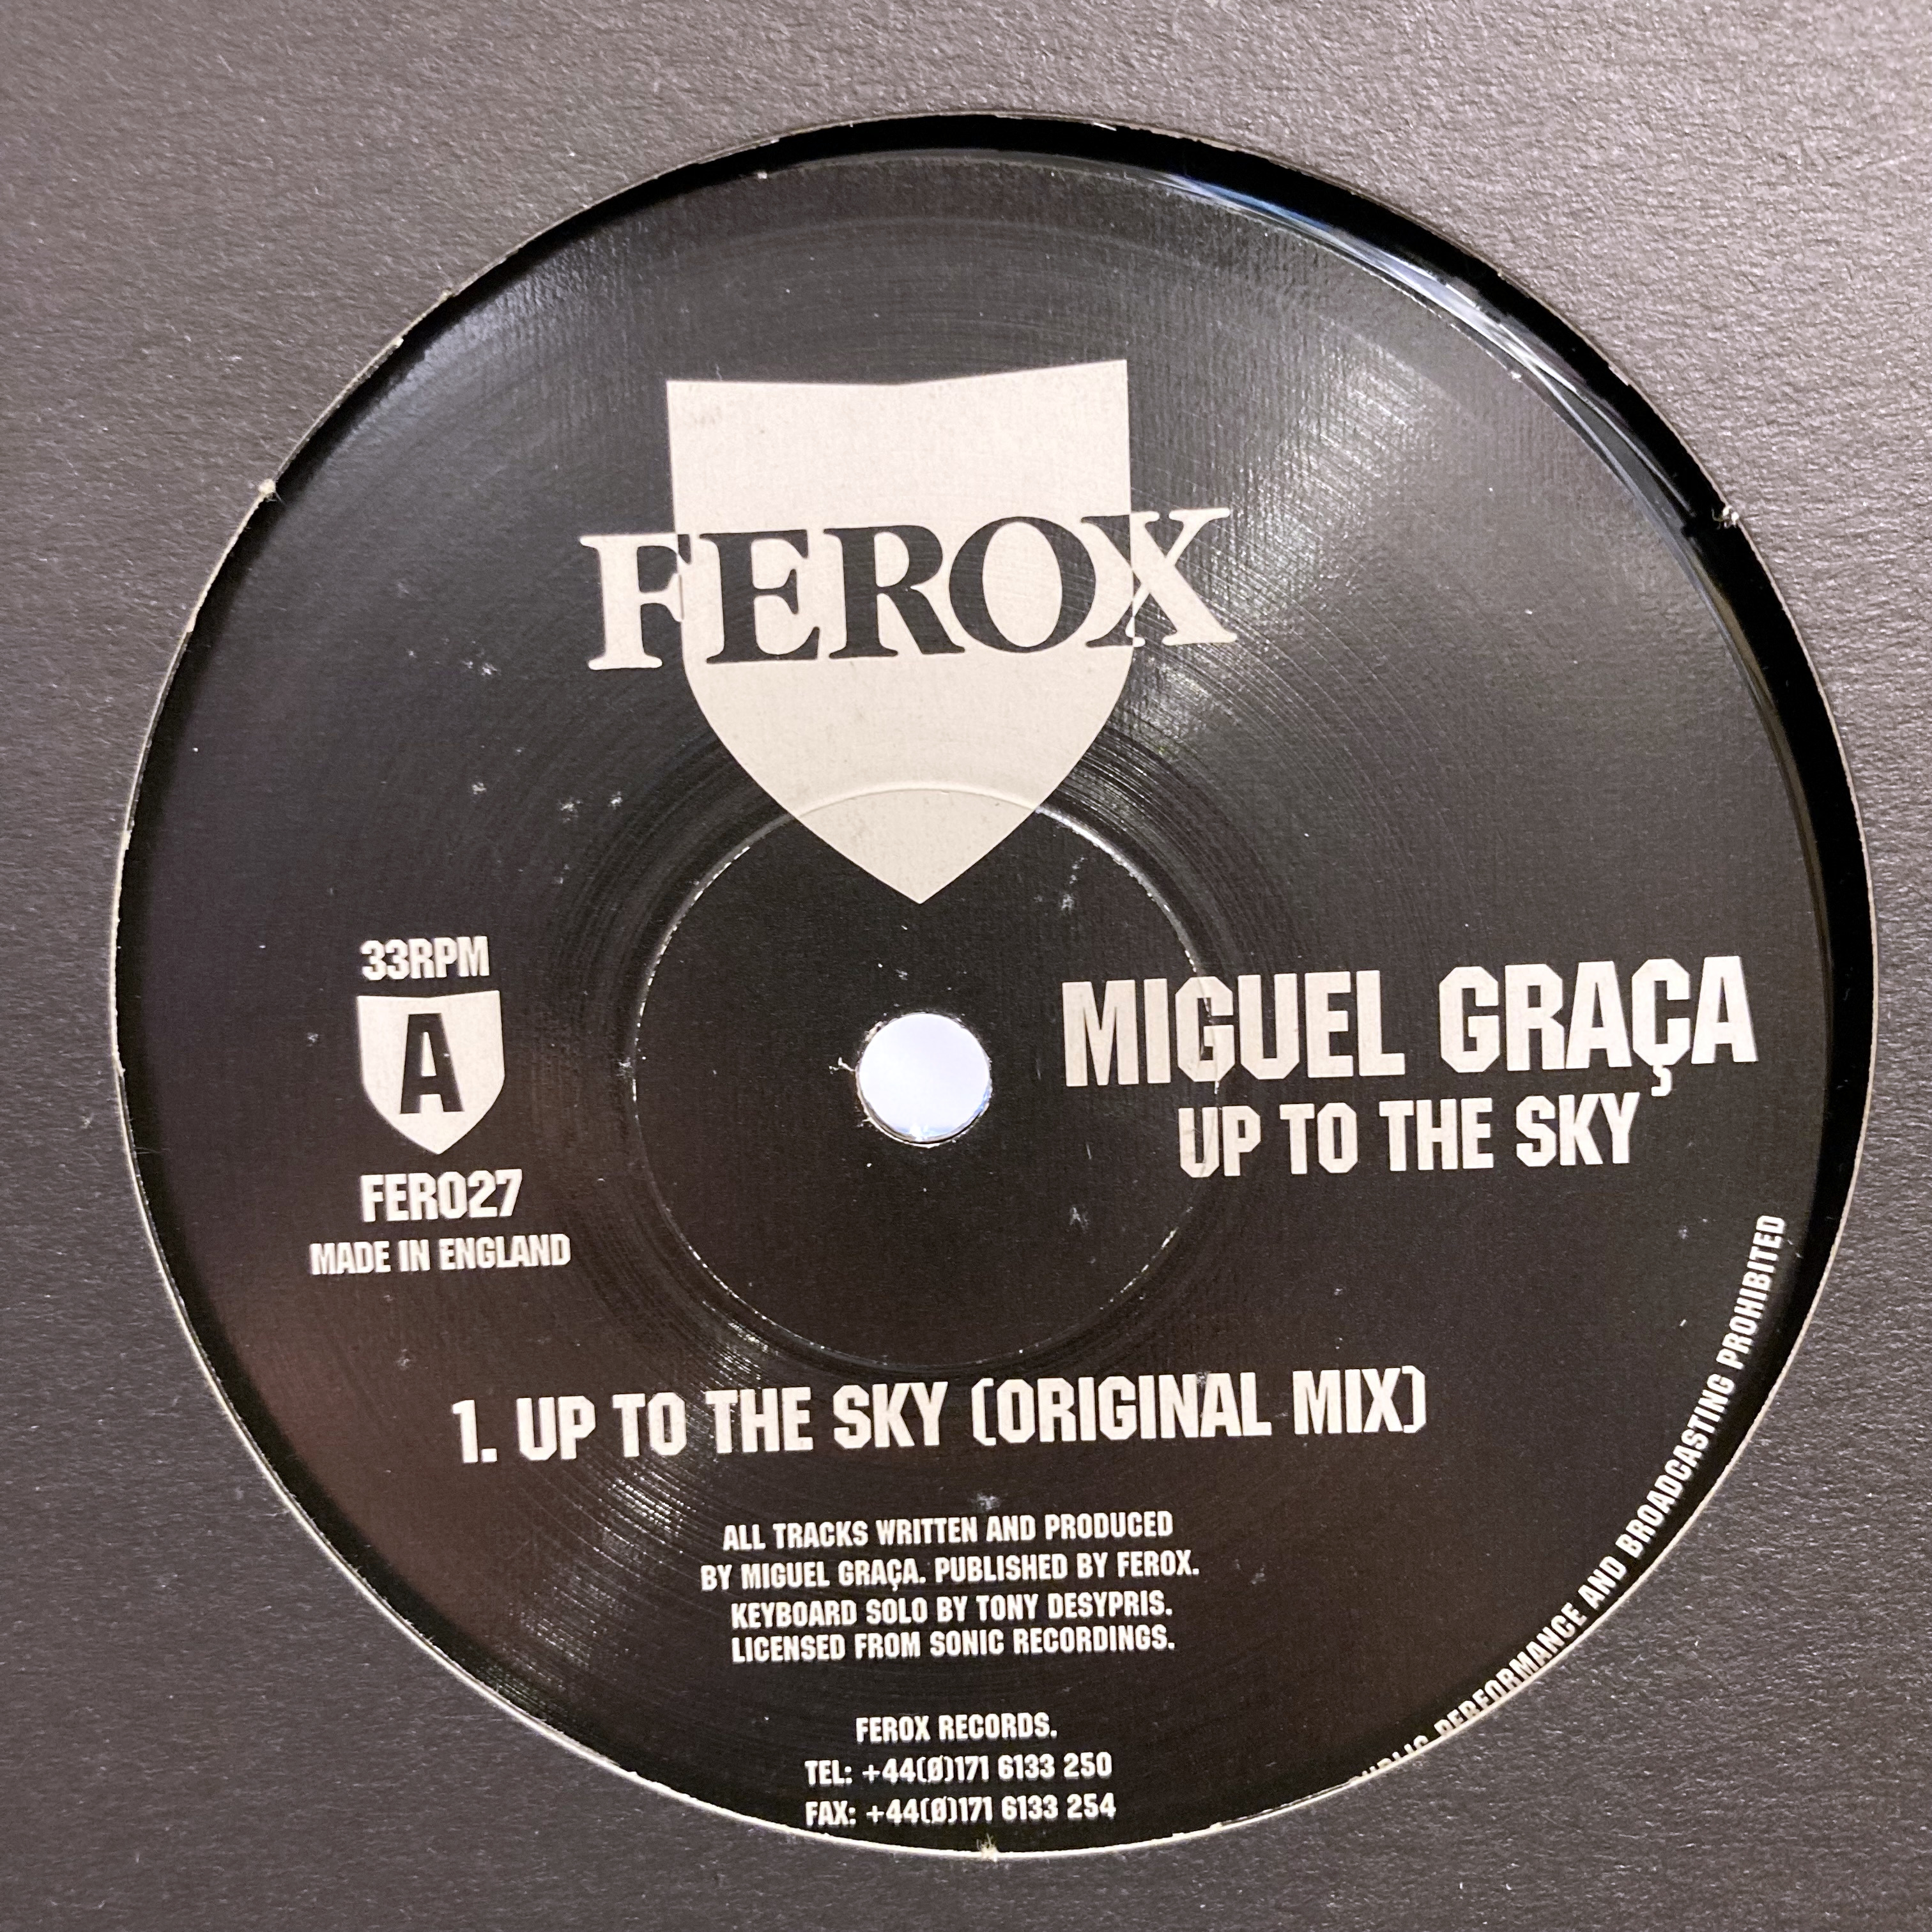 FEROX
33RPM
A
FER027
MADE IN ENGLAND
MIGUEL GRAÇA
UP TO THE SKY
1. UP TO THE SKY (ORIGINAL MIX)
ALL TRACKS WRITTEN AND PRODUCED
BY MIGUEL GRAÇA. PUBLISHED BY FEROX.
KEYBOARD SOLO BY TONY DESYPRIS.
LICENSED FROM SONIC RECORDINGS.
FEROX RECORDS.
TEL: +44(Ø)171 6133 250
FAX: +44(Ø)171 6133 254
PERFORMANCE AND BROADCASTING PROHIBITED